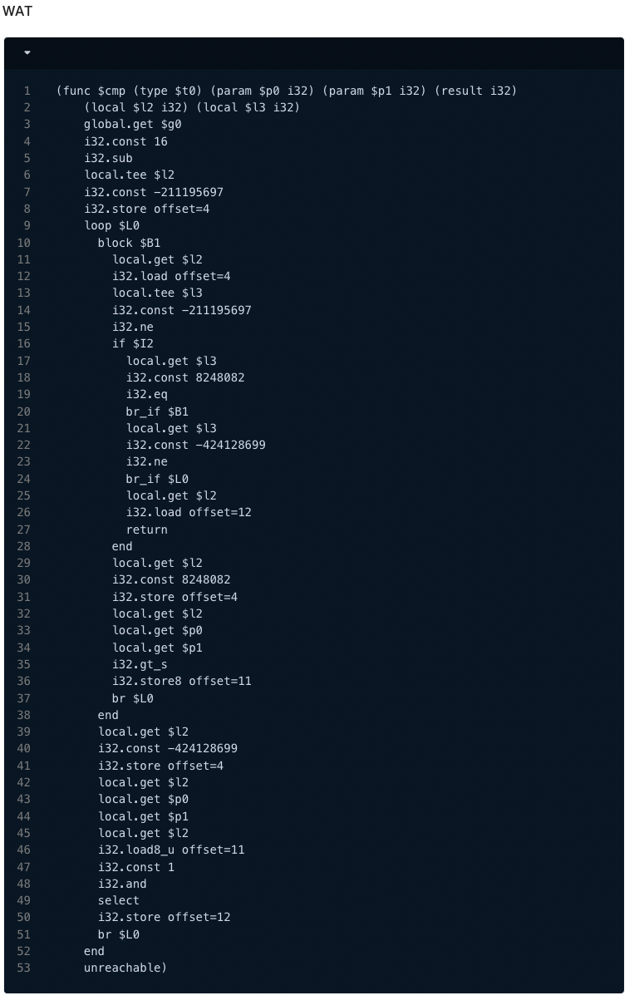 WAT
1 (func $cmp (type $t0) (param $p0 i32) (param $p1 i32) (result i32)
2 (local $l2 i32) (local $l3 i32)
3 global.get $g0
4 i32.const 16
5 i32.sub
6 local.tee $l2
7 i32.const -211195697
8 i32.store offset=4
9 loop $L0
10 block $B1
11 local.get $l2
12 i32.load offset=4
13 local.tee $l3
14 i32.const -211195697
15 i32.ne
16 if $I2
17 local.get $l3
18 i32.const 8248082
19 i32.eq
20 br_if $B1
21 local.get $l3
22 i32.const -424128699
23 i32.ne
24 br_if $L0
25 local.get $l2
26 i32.load offset=12
27 return
28 end
29 local.get $l2
30 i32.const 8248082
31 i32.store offset=4
32 local.get $l2
33 local.get $p0
34 local.get $p1
35 i32.gt_s
36 i32.store8 offset=11
37 br $L0
38 end
39 local.get $l2
40 i32.const -424128699
41 i32.store offset=4
42 local.get $l2
43 local.get $p0
44 local.get $p1
45 local.get $l2
46 i32.load8_u offset=11
47 i32.const 1
48 i32.and
49 select
50 i32.store offset=12
51 br $L0
52 end
53 unreachable)